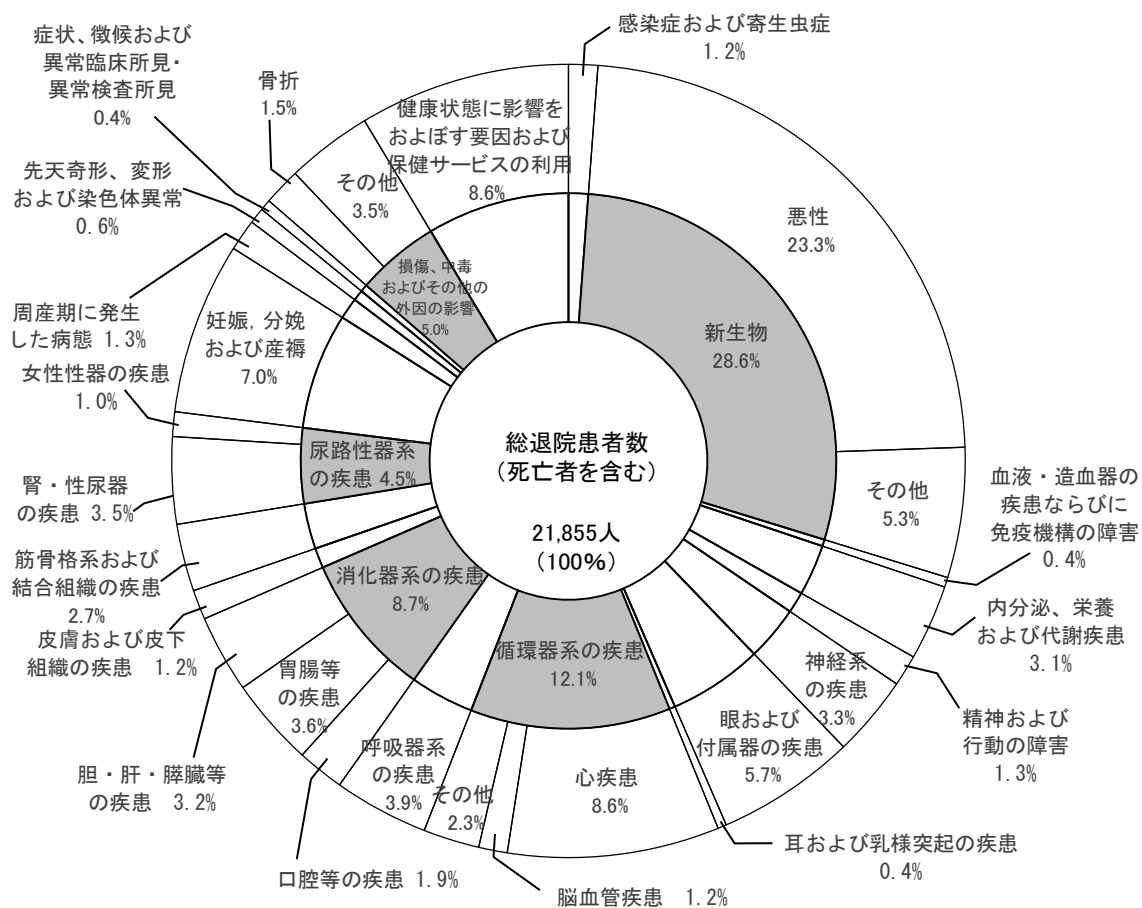 感染症および寄生虫症
1.2%
悪性
23.3%
新生物
28.6%
その他
5.3%
血液・造血器の
疾患ならびに
免疫機構の障害
0.4%
内分泌、栄養
および代謝疾患
3.1%
精神および
行動の障害
1.3%
神経系
の疾患
3.3%
眼および
付属器の疾患
5.7%
耳および乳様突起の疾患
0.4%
循環器系の疾患
12.1%
心疾患
8.6%
脳血管疾患 1.2%
その他
2.3%
呼吸器系
の疾患
3.9%
口腔等の疾患 1.9%
消化器系の疾患
8.7%
胃腸等
の疾患
3.6%
胆・肝・膵臓等
の疾患 3.2%
皮膚および皮下
組織の疾患 1.2%
筋骨格系および
結合組織の疾患
2.7%
尿路性器系
の疾患 4.5%
腎・性尿器
の疾患 3.5%
女性性器の疾患
1.0%
妊娠，分娩
および産褥
7.0%
周産期に発生
した病態 1.3%
先天奇形、変形
および染色体異常
0.6%
症状、徴候および
異常臨床所見・
異常検査所見
0.4%
損傷、中毒
およびその他の
外因の影響
5.0%
骨折
1.5%
その他
3.5%
健康状態に影響を
およぼす要因および
保健サービスの利用
8.6%
総退院患者数
（死亡者を含む）
21,855人
（100%）